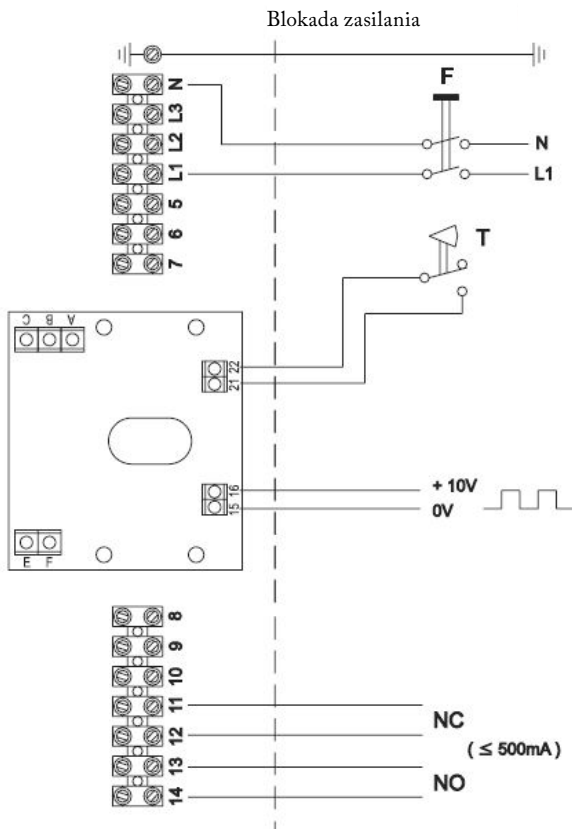 Blokada zasilania
F
N
L3
L2
L1
5
6
7
N
L1
T
C B A
22
21
16
15
+ 10V
0V
E F
8
9
10
11
12
13
14
NC
( ≤ 500mA)
NO